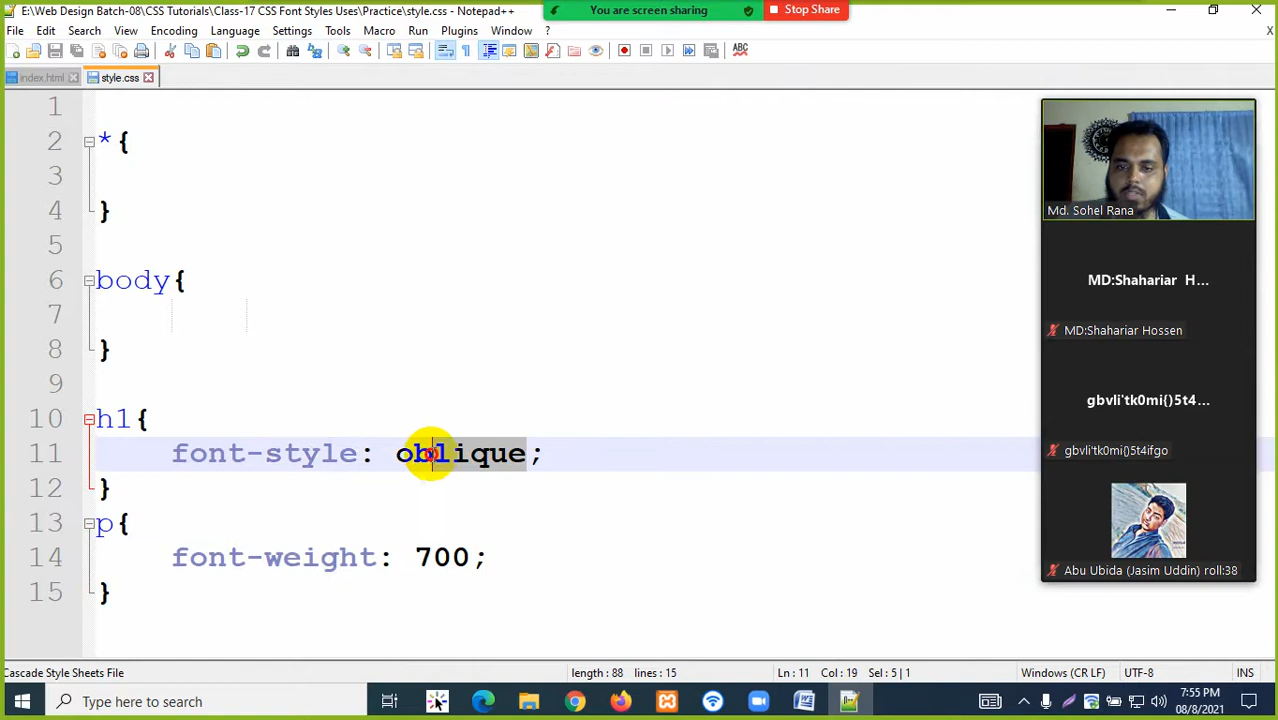 E:\Web Design Batch-08\CSS Tutorials\Class-17 CSS Font Styles Uses\Practice\style.css - Notepad++
You are screen sharing
Stop Share
File Edit Search View Encoding Language Settings Tools Macro Run Plugins Window ?
X
ABC
index.html style.css
1
2 *{
3
4 }
5
6 body{
7
8 }
9
10 h1{
11 font-style: oblique;
12 }
13 p{
14 font-weight: 700;
15 }
Md. Sohel Rana
MD:Shahariar H...
MD:Shahariar Hossen
gbvli'tk0mi{)5t4...
gbvli'tk0mi{)5t4ifgo
Abu Ubida (Jasim Uddin) roll:38
Cascade Style Sheets File length : 88 lines : 15 Ln : 11 Col : 19 Sel : 5 | 1 Windows (CR LF) UTF-8 INS
Type here to search
7:55 PM
08/8/2021